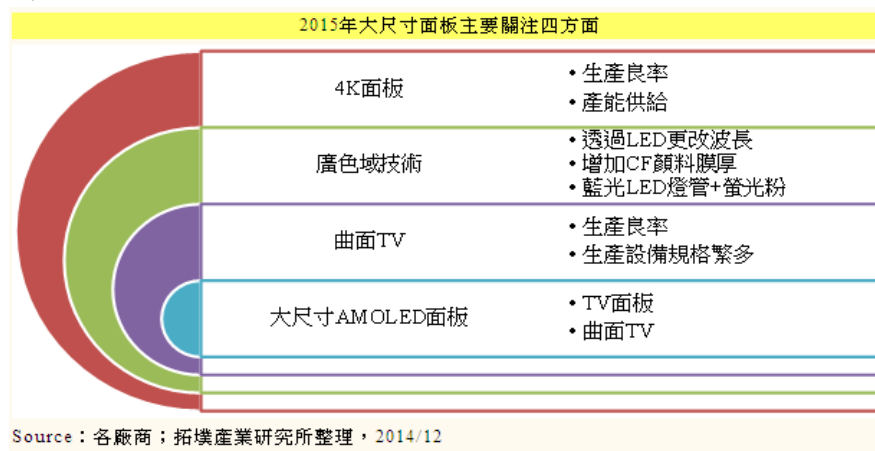 2015年大尺寸面板主要關注四方面
4K面板
• 生產良率
• 產能供給
廣色域技術
• 透過LED更改波長
• 增加CF顏料膜厚
• 藍光LED燈管+螢光粉
曲面TV
• 生產良率
• 生產設備規格繁多
大尺寸AMOLED面板
• TV面板
• 曲面TV
Source：各廠商；拓墣產業研究所整理，2014/12